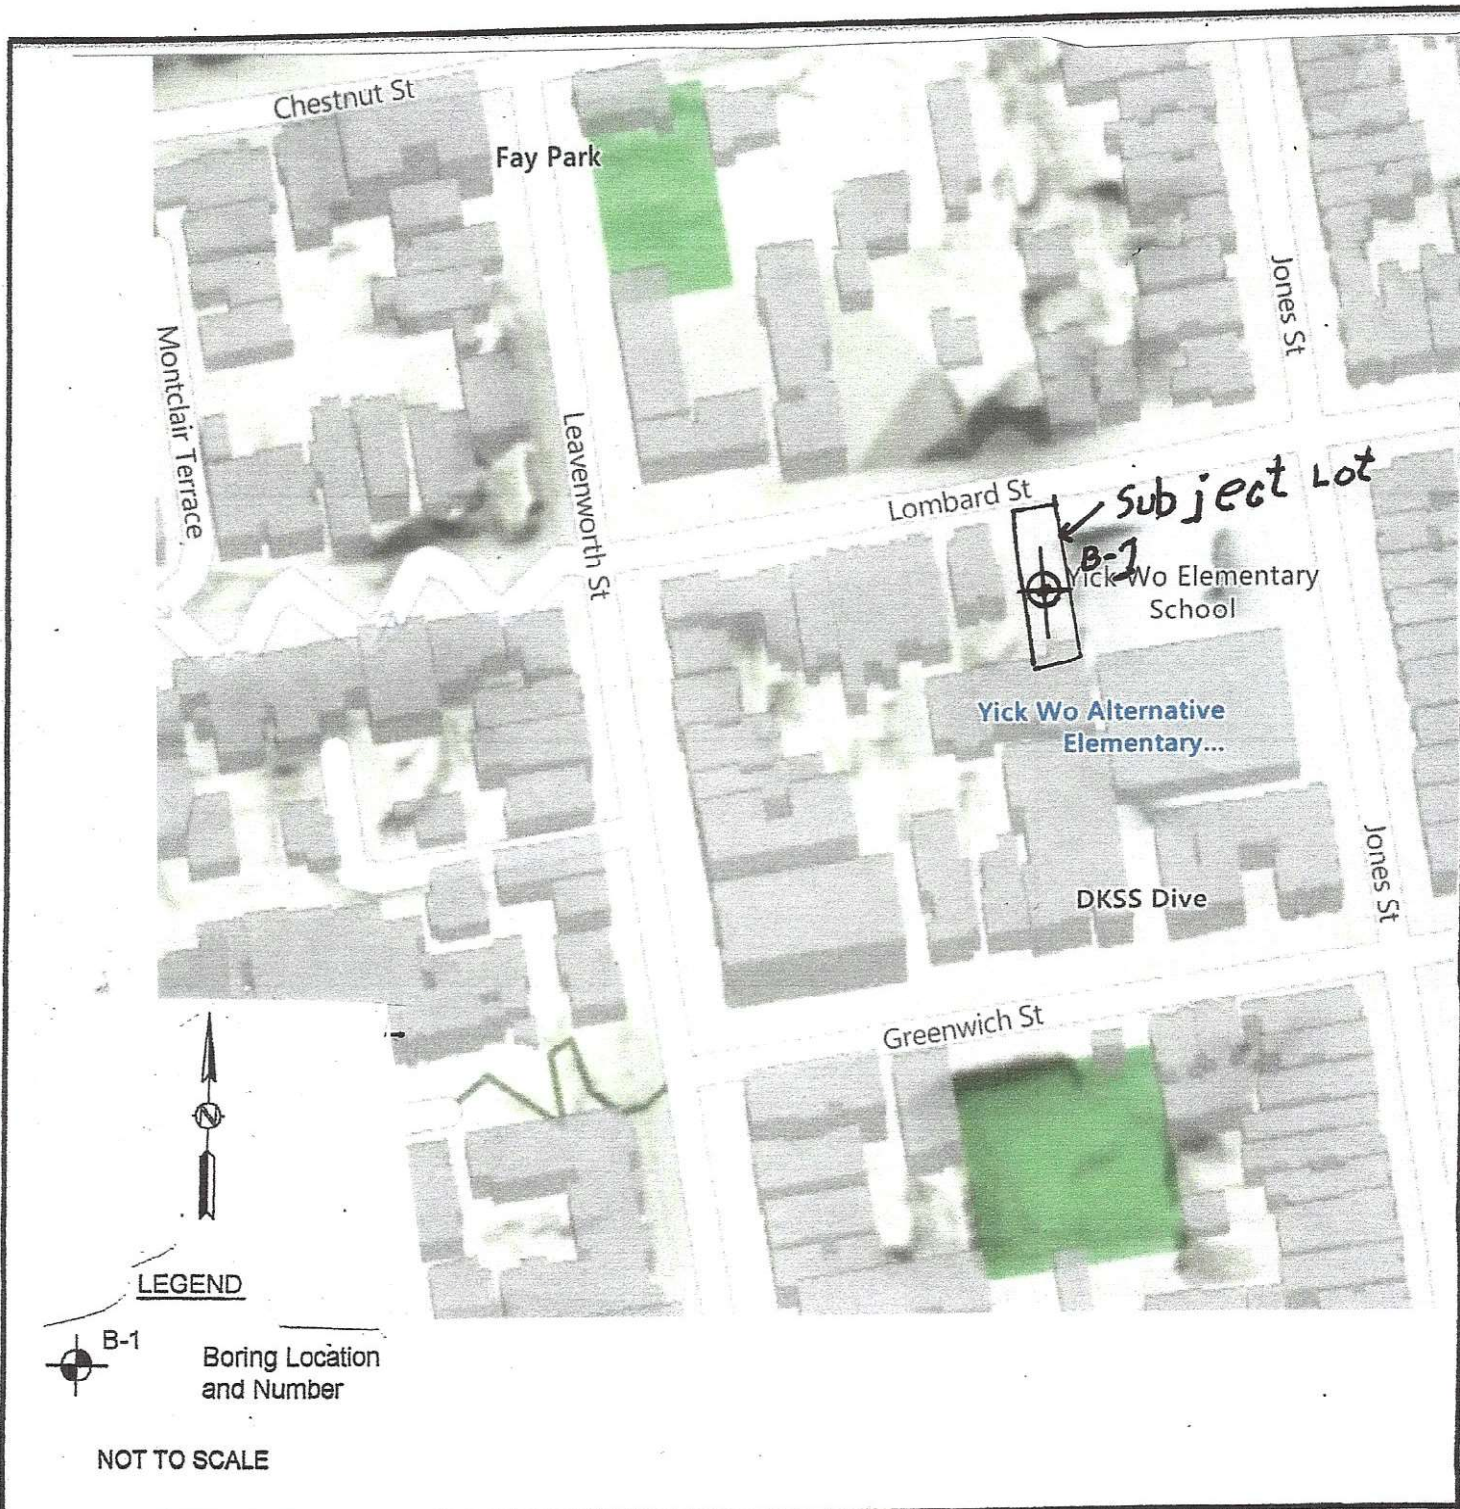 Chestnut St
Fay Park
Jones St
Montclair Terrace
Leavenworth St
Lombard St
Subject Lot
B-1
Yick Wo Elementary
School
Yick Wo Alternative
Elementary...
Jones St
DKSS Dive
Greenwich St
N
LEGEND
B-1
Boring Location
and Number
NOT TO SCALE